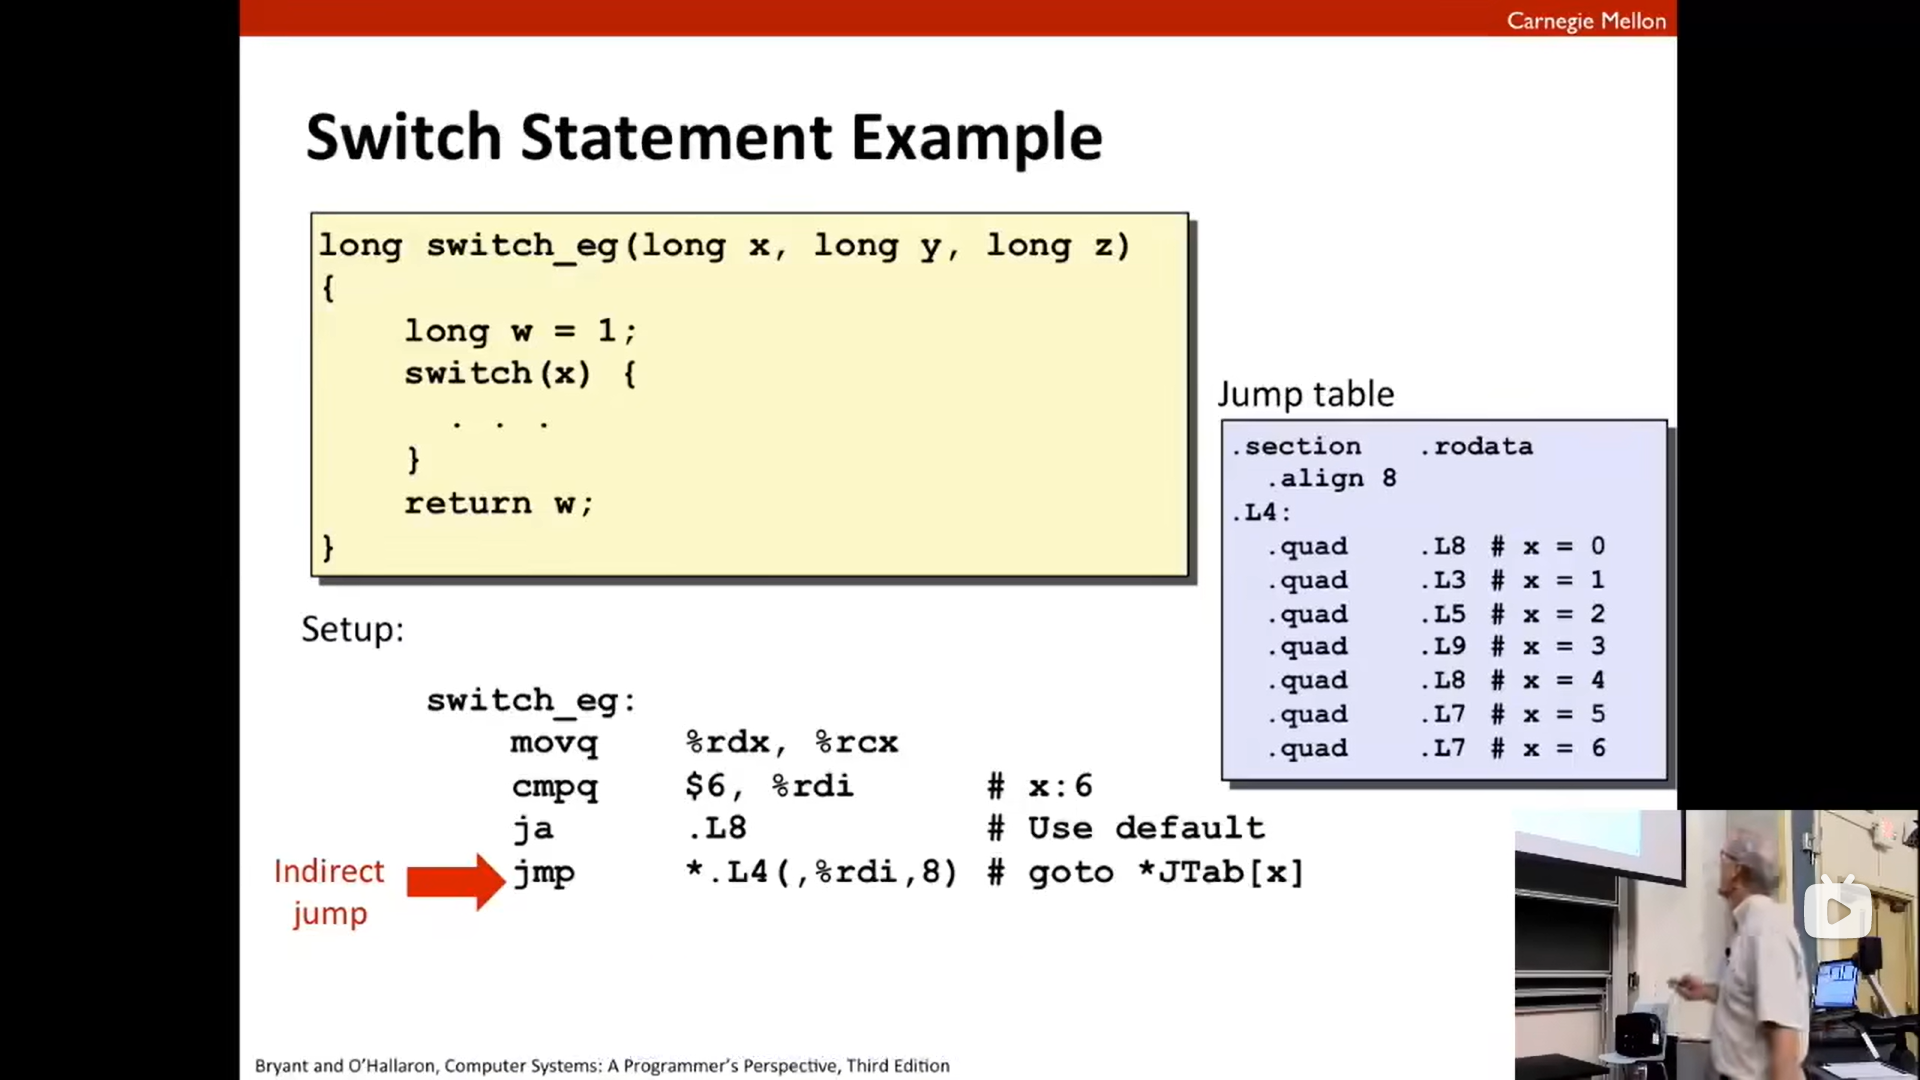 Carnegie Mellon
Switch Statement Example
long switch_eg(long x, long y, long z)
{
    long w = 1;
    switch(x) {
      . . .
    }
    return w;
}
Jump table
.section   .rodata
  .align 8
.L4:
  .quad    .L8 # x = 0
  .quad    .L3 # x = 1
  .quad    .L5 # x = 2
  .quad    .L9 # x = 3
  .quad    .L8 # x = 4
  .quad    .L7 # x = 5
  .quad    .L7 # x = 6
Setup:
switch_eg:
    movq    %rdx, %rcx
    cmpq    $6, %rdi      # x:6
    ja      .L8           # Use default
    jmp     *.L4(,%rdi,8) # goto *JTab[x]
Indirect
jump
Bryant and O'Hallaron, Computer Systems: A Programmer's Perspective, Third Edition